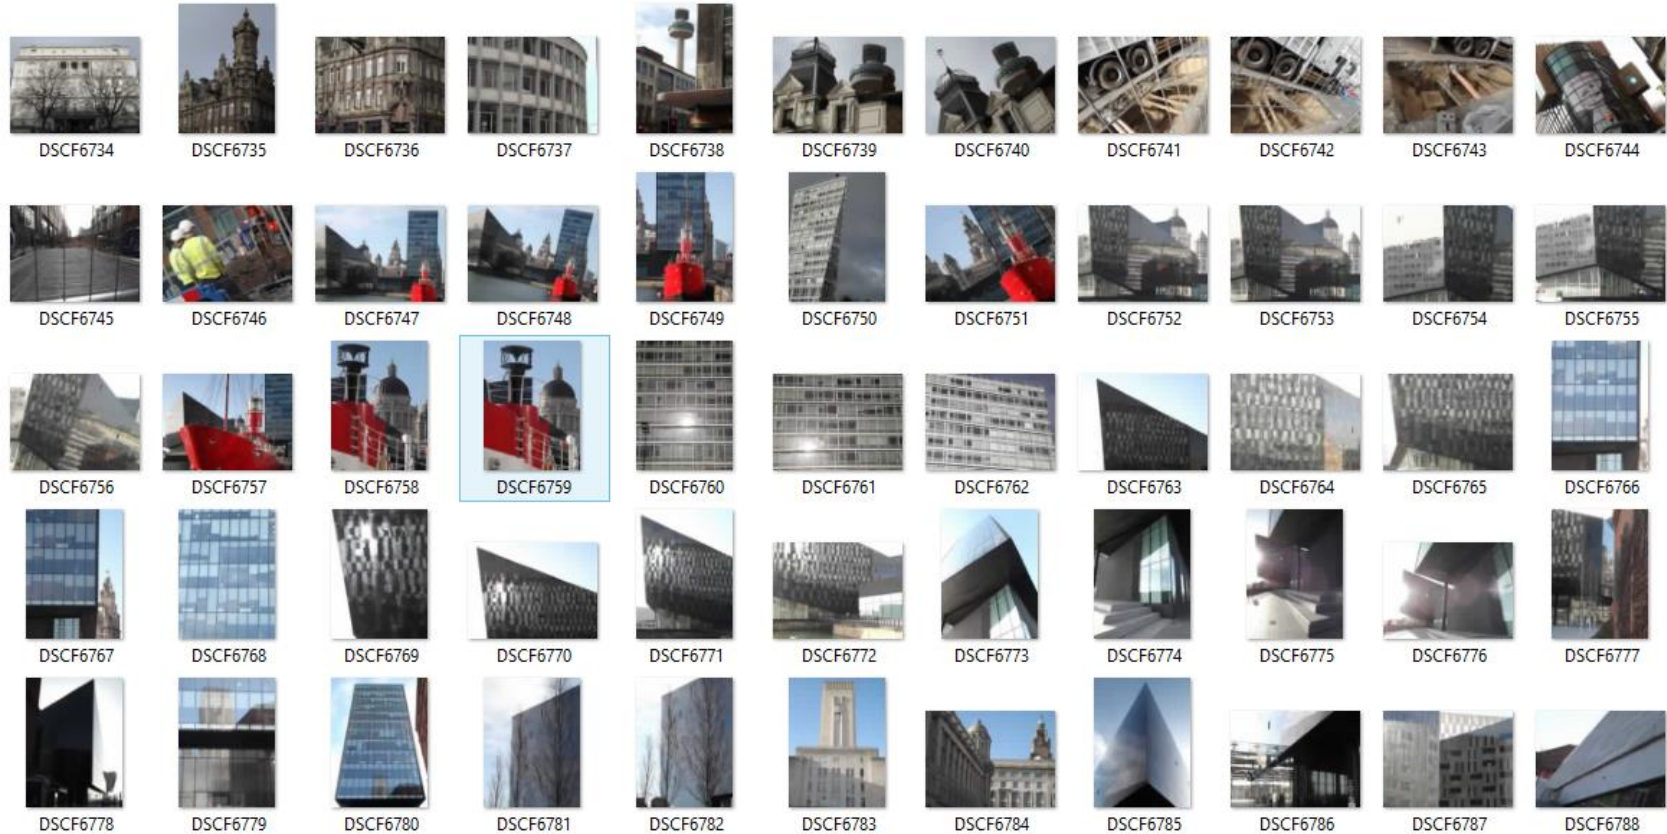 DSCF6734 DSCF6735 DSCF6736 DSCF6737 DSCF6738 DSCF6739 DSCF6740 DSCF6741 DSCF6742 DSCF6743 DSCF6744
DSCF6745 DSCF6746 DSCF6747 DSCF6748 DSCF6749 DSCF6750 DSCF6751 DSCF6752 DSCF6753 DSCF6754 DSCF6755
DSCF6756 DSCF6757 DSCF6758 DSCF6759 DSCF6760 DSCF6761 DSCF6762 DSCF6763 DSCF6764 DSCF6765 DSCF6766
DSCF6767 DSCF6768 DSCF6769 DSCF6770 DSCF6771 DSCF6772 DSCF6773 DSCF6774 DSCF6775 DSCF6776 DSCF6777
DSCF6778 DSCF6779 DSCF6780 DSCF6781 DSCF6782 DSCF6783 DSCF6784 DSCF6785 DSCF6786 DSCF6787 DSCF6788